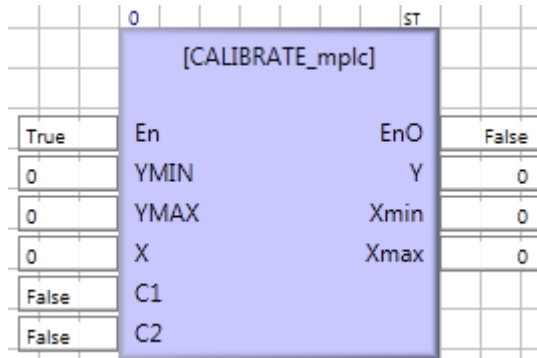 0 ST
[CALIBRATE_mplc]
True En EnO False
0 YMIN Y 0
0 YMAX Xmin 0
0 X Xmax 0
False C1
False C2